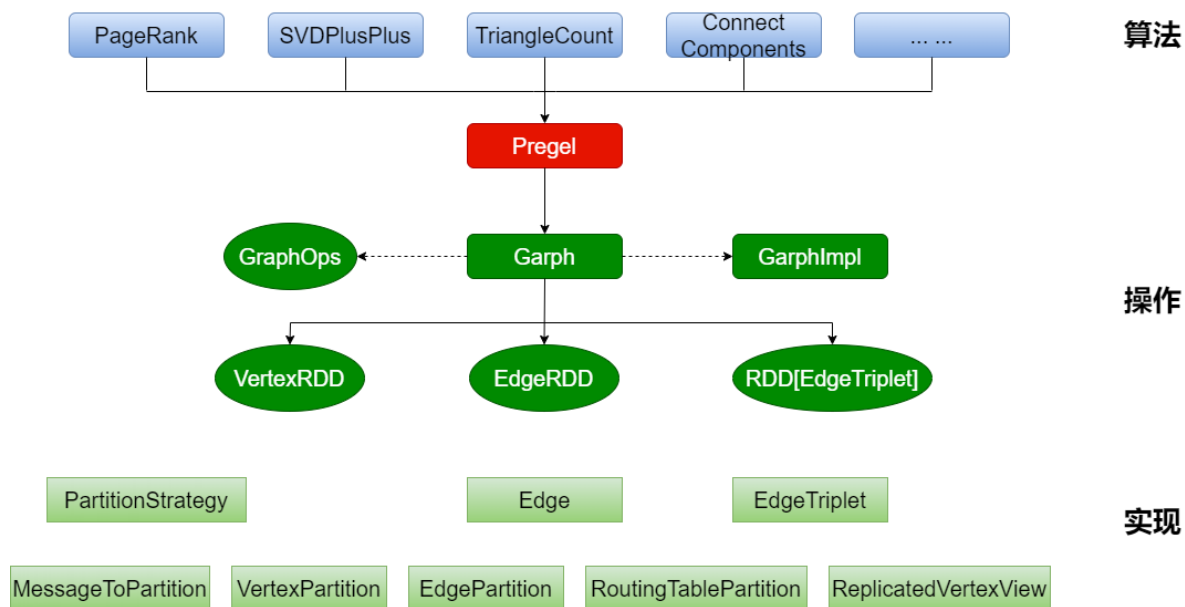 PageRank
SVDPlusPlus
TriangleCount
Connect
Components
... ...
算法
Pregel
GraphOps
Garph
GarphImpl
操作
VertexRDD
EdgeRDD
RDD[EdgeTriplet]
PartitionStrategy
Edge
EdgeTriplet
实现
MessageToPartition
VertexPartition
EdgePartition
RoutingTablePartition
ReplicatedVertexView